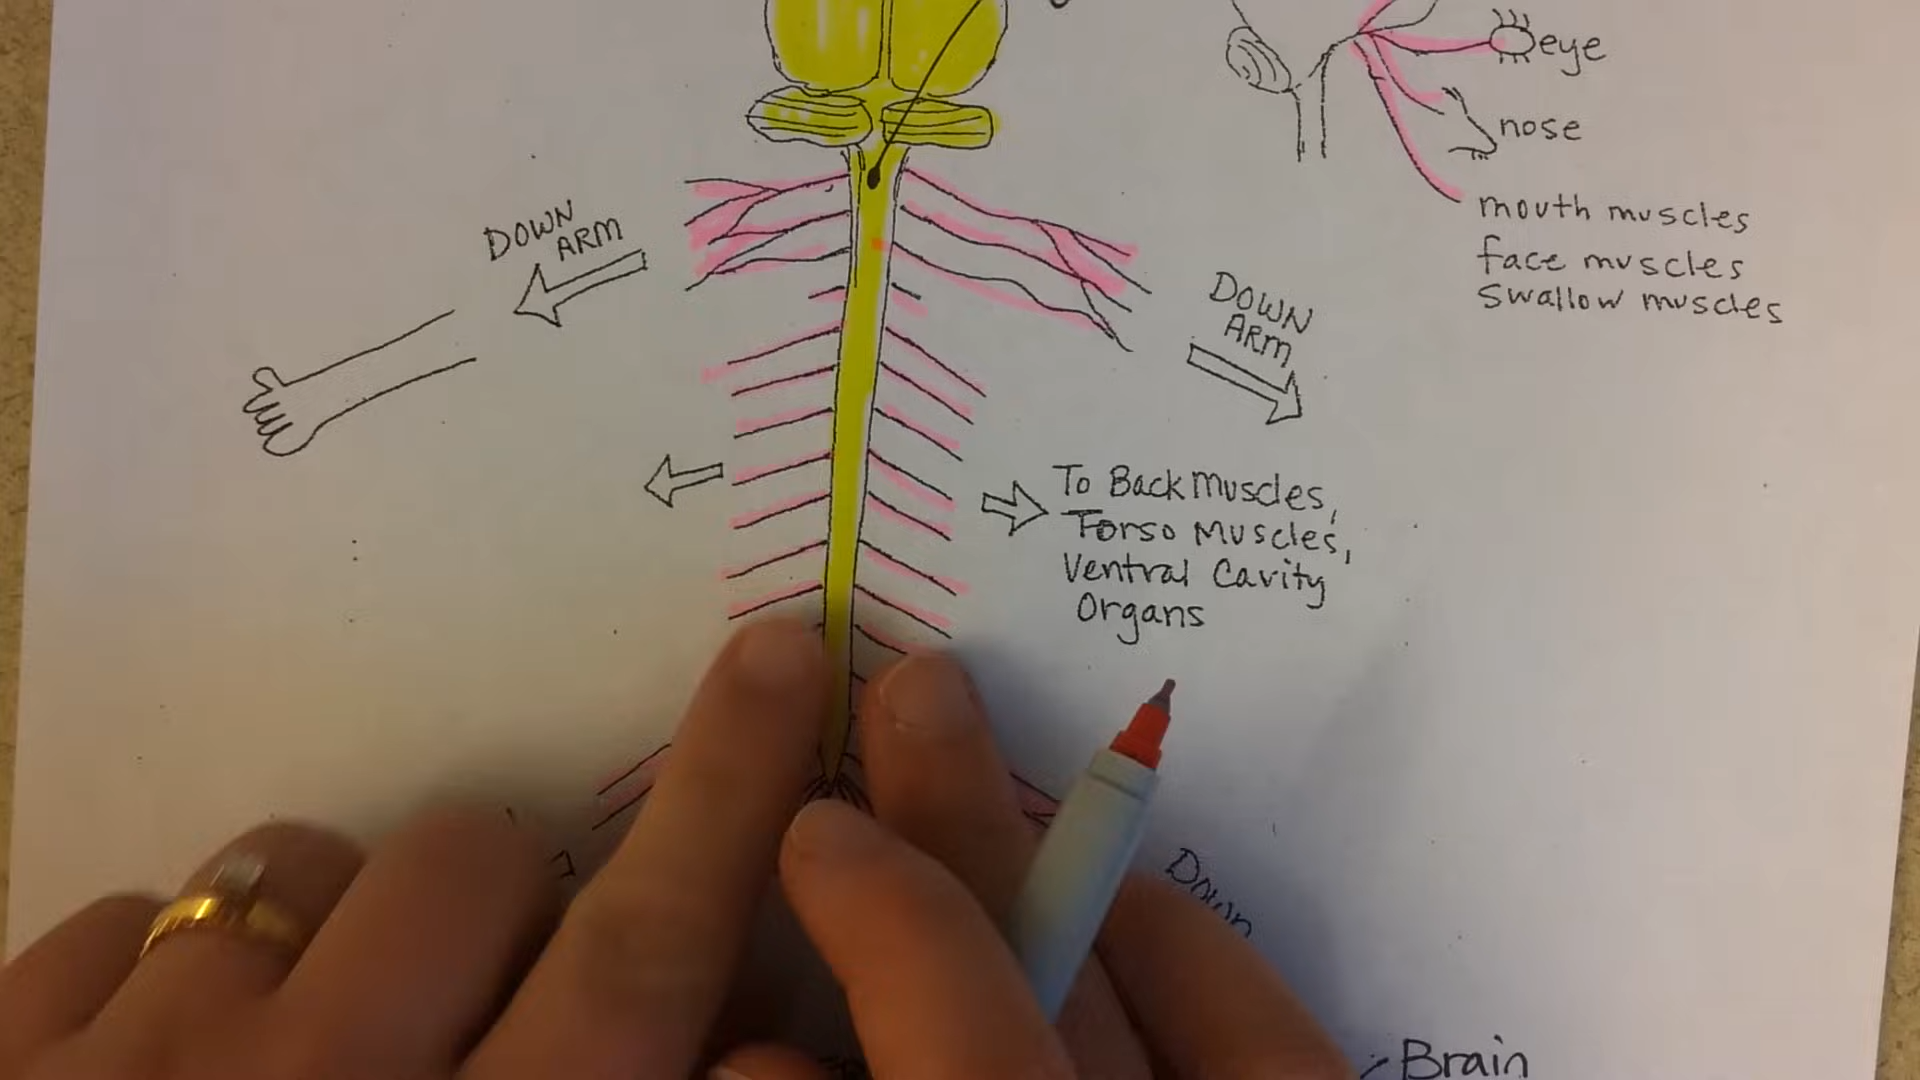 eye
nose
mouth muscles
face muscles
swallow muscles
DOWN
ARM
DOWN
ARM
To Back Muscles,
Torso Muscles,
Ventral Cavity
Organs
Down
Brain